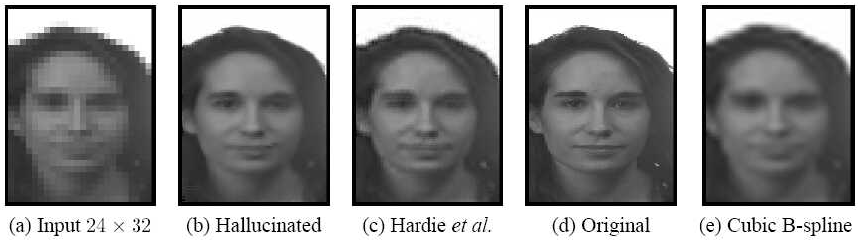 (a) Input 24 × 32 (b) Hallucinated (c) Hardie et al. (d) Original (e) Cubic B-spline